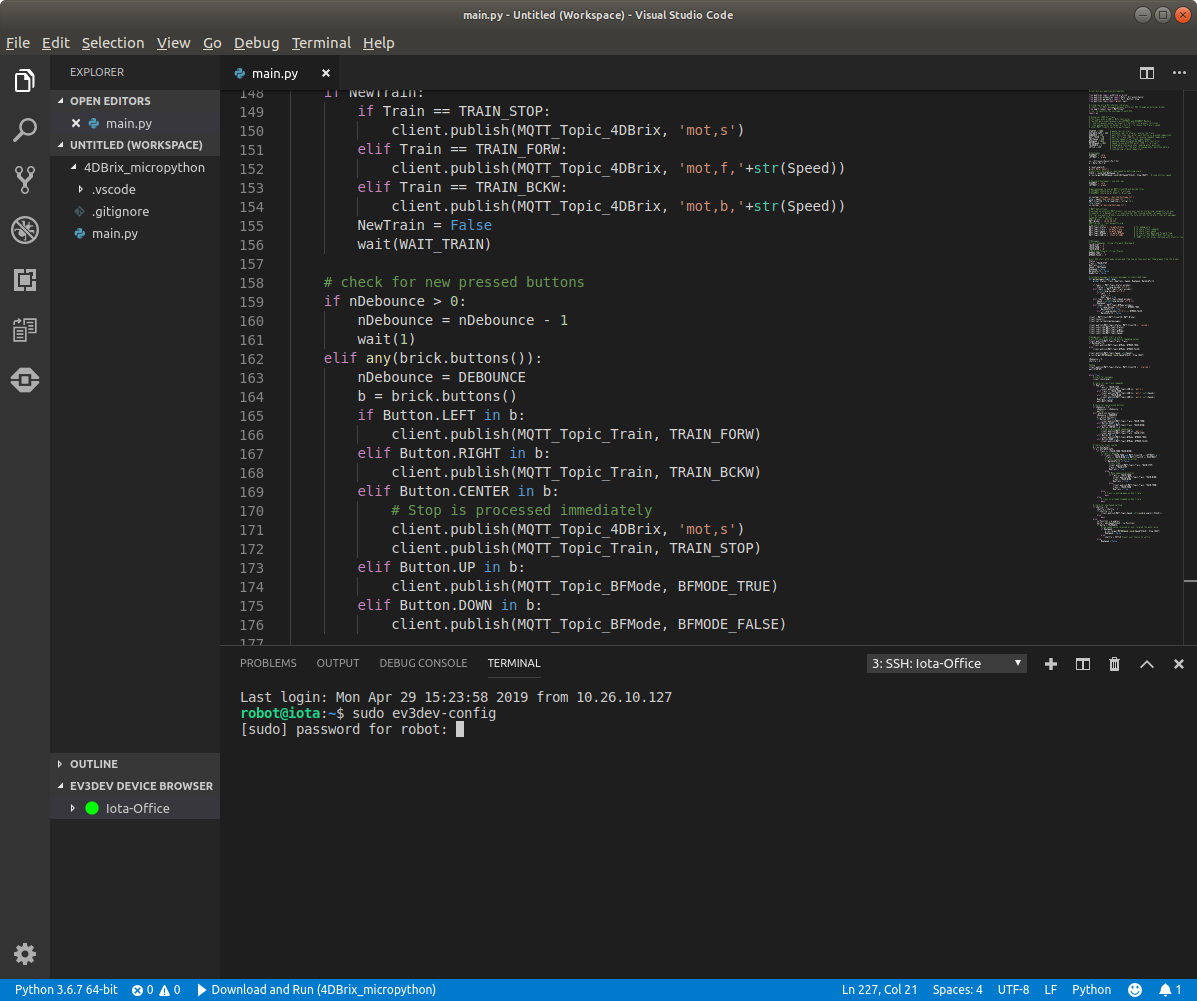 main.py - Untitled (Workspace) - Visual Studio Code
File Edit Selection View Go Debug Terminal Help
EXPLORER
OPEN EDITORS
main.py
UNTITLED (WORKSPACE)
4DBrix_micropython
.vscode
.gitignore
main.py
OUTLINE
EV3DEV DEVICE BROWSER
Iota-Office
main.py
148 if NewTrain:
149 if Train == TRAIN_STOP:
150 client.publish(MQTT_Topic_4DBrix, 'mot,s')
151 elif Train == TRAIN_FORW:
152 client.publish(MQTT_Topic_4DBrix, 'mot,f,'+str(Speed))
153 elif Train == TRAIN_BCKW:
154 client.publish(MQTT_Topic_4DBrix, 'mot,b,'+str(Speed))
155 NewTrain = False
156 wait(WAIT_TRAIN)
157
158 # check for new pressed buttons
159 if nDebounce > 0:
160 nDebounce = nDebounce - 1
161 wait(1)
162 elif any(brick.buttons()):
163 nDebounce = DEBOUNCE
164 b = brick.buttons()
165 if Button.LEFT in b:
166 client.publish(MQTT_Topic_Train, TRAIN_FORW)
167 elif Button.RIGHT in b:
168 client.publish(MQTT_Topic_Train, TRAIN_BCKW)
169 elif Button.CENTER in b:
170 # Stop is processed immediately
171 client.publish(MQTT_Topic_4DBrix, 'mot,s')
172 client.publish(MQTT_Topic_Train, TRAIN_STOP)
173 elif Button.UP in b:
174 client.publish(MQTT_Topic_BFMode, BFMODE_TRUE)
175 elif Button.DOWN in b:
176 client.publish(MQTT_Topic_BFMode, BFMODE_FALSE)
177
PROBLEMS OUTPUT DEBUG CONSOLE TERMINAL 3: SSH: Iota-Office
Last login: Mon Apr 29 15:23:58 2019 from 10.26.10.127
robot@iota:~$ sudo ev3dev-config
[sudo] password for robot:
Python 3.6.7 64-bit 0 0 Download and Run (4DBrix_micropython) Ln 227, Col 21 Spaces: 4 UTF-8 LF Python 1